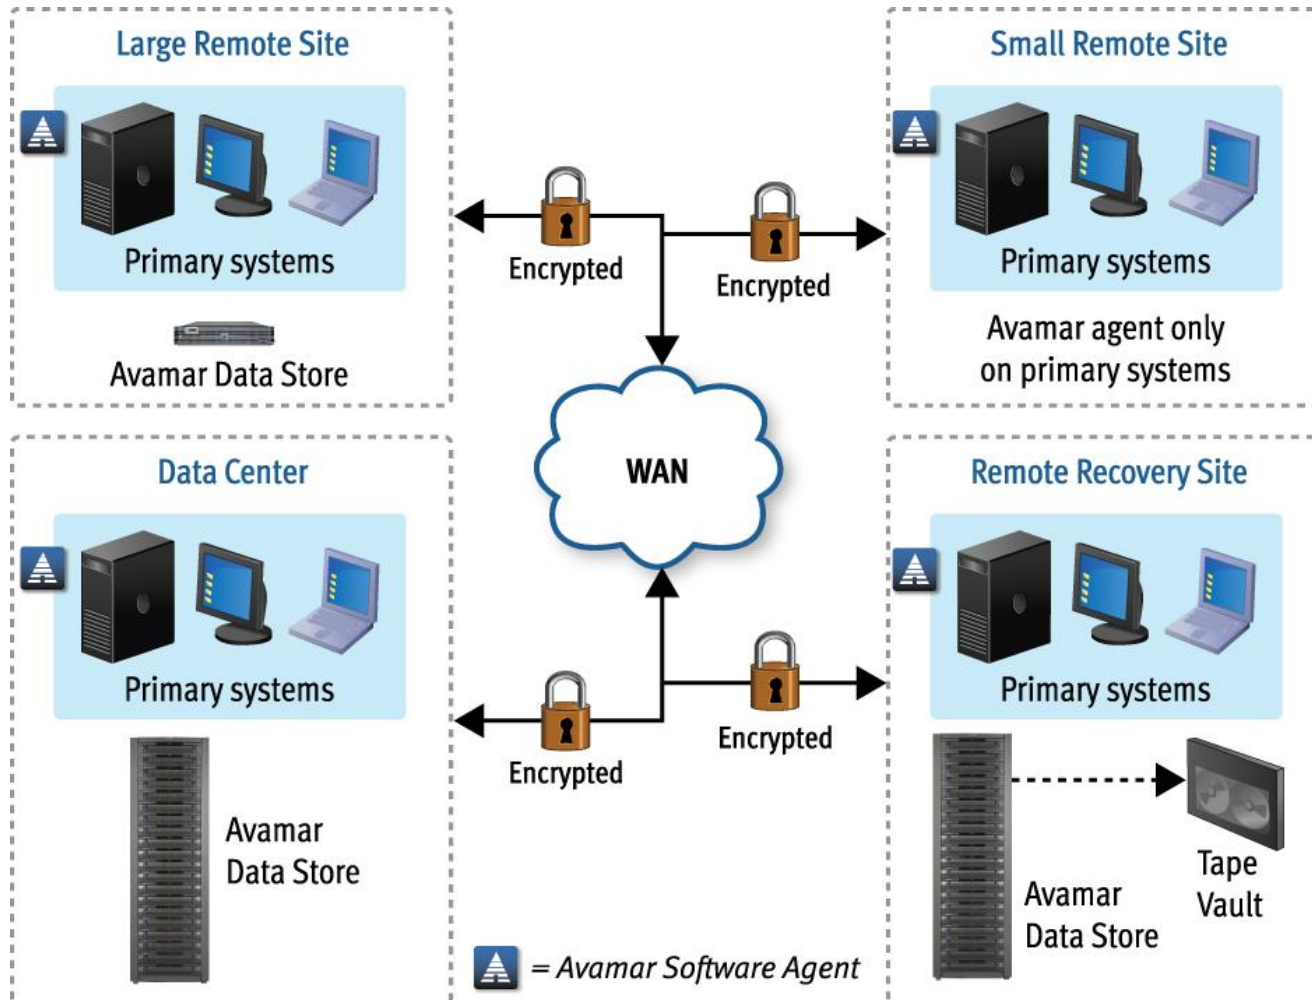 Large Remote Site
Primary systems
Avamar Data Store
Encrypted
Encrypted
Small Remote Site
Primary systems
Avamar agent only
on primary systems
WAN
Data Center
Primary systems
Avamar
Data Store
Encrypted
Encrypted
Remote Recovery Site
Primary systems
Avamar
Data Store
Tape
Vault
= Avamar Software Agent